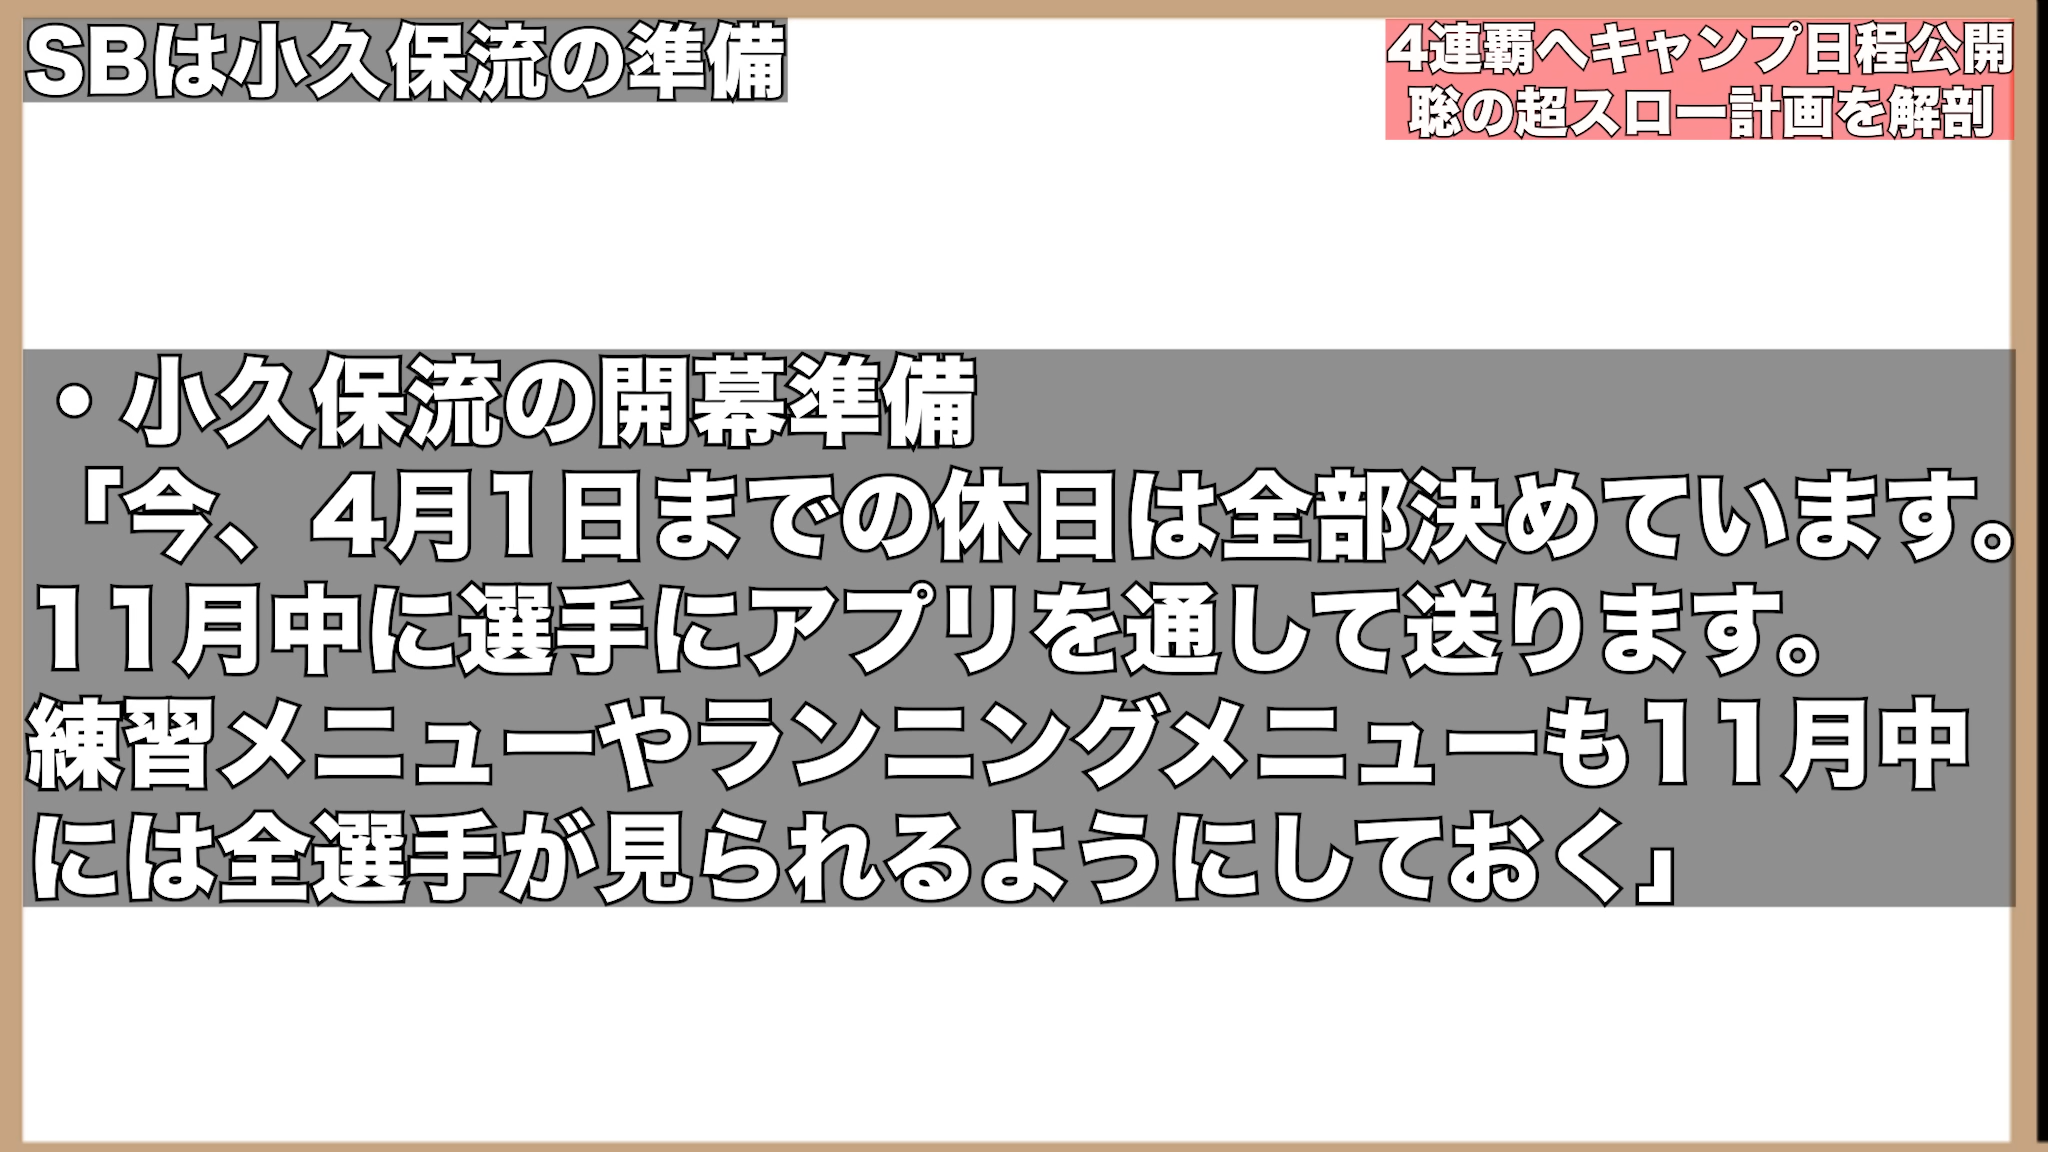 SBは小久保流の準備
4連覇へキャンプ日程公開
聡の超スロー計画を解剖
・小久保流の開幕準備
「今、4月1日までの休日は全部決めています。
11月中に選手にアプリを通して送ります。
練習メニューやランニングメニューも11月中
には全選手が見られるようにしておく」